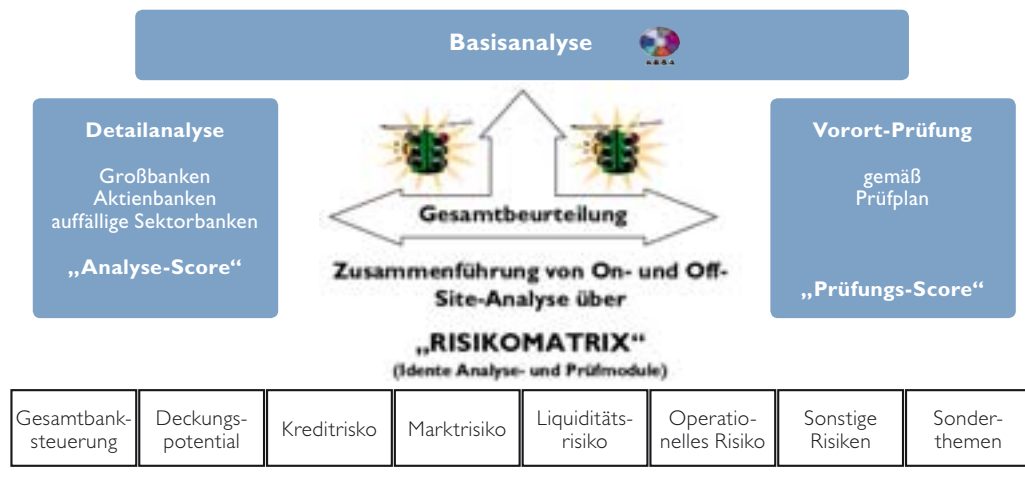 Basisanalyse
Detailanalyse
Großbanken
Aktienbanken
auffällige Sektorbanken
„Analyse-Score“
Gesamtbeurteilung
Zusammenführung von On- und Off-
Site-Analyse über
„RISIKOMATRIX“
(Idente Analyse- und Prüfmodule)
Vorort-Prüfung
gemäß
Prüfplan
„Prüfungs-Score“
Gesamtbank-
steuerung
Deckungs-
potential
Kreditrisko
Marktrisiko
Liquiditäts-
risiko
Operatio-
nelles Risiko
Sonstige
Risiken
Sonder-
themen